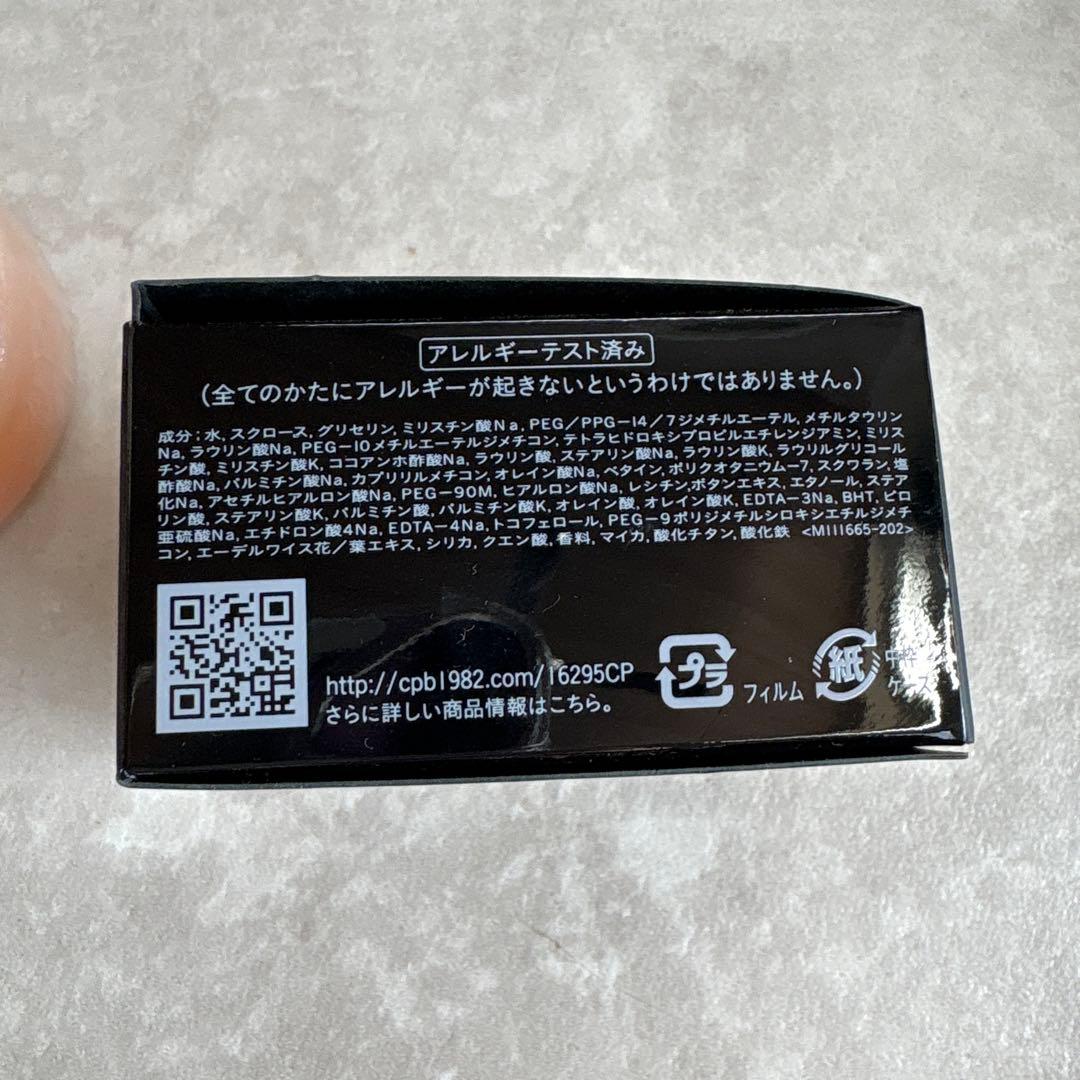 アレルギーテスト済み
(全てのかたにアレルギーが起きないというわけではありません。)
成分;水, スクロース, グリセリン, ミリスチン酸Na, PEG/PPG-14/7ジメチルエーテル, メチルタウリン
Na, ラウリン酸Na, PEG-10メチルエーテルジメチコン, テトラヒドロキシプロピルエチレンジアミン, ミリス
チン酸, ミリスチン酸K, ココアンホ酢酸Na, ラウリン酸, ステアリン酸Na, ラウリン酸K, ラウリルグリコール
酢酸Na, パルミチン酸Na, カプリリルメチコン, オレイン酸Na, ベタイン, ポリクオタニウム-7, スクワラン, 塩
化Na, アセチルヒアルロン酸Na, PEG-90M, ヒアルロン酸Na, レシチン, ボタンエキス, エタノール, ステア
リン酸, ステアリン酸K, パルミチン酸, パルミチン酸K, オレイン酸, オレイン酸K, EDTA-3Na, BHT, ピロ
亜硫酸Na, エチドロン酸4Na, EDTA-4Na, トコフェロール, PEG-9ポリジメチルシロキシエチルジメチ
コン, エーデルワイス花/葉エキス, シリカ, クエン酸, 香料, マイカ, 酸化チタン, 酸化鉄 <M111665-202>
http://cpb1982.com/16295CP
さらに詳しい商品情報はこちら。
プラ
フィルム
紙
中枠
ケース